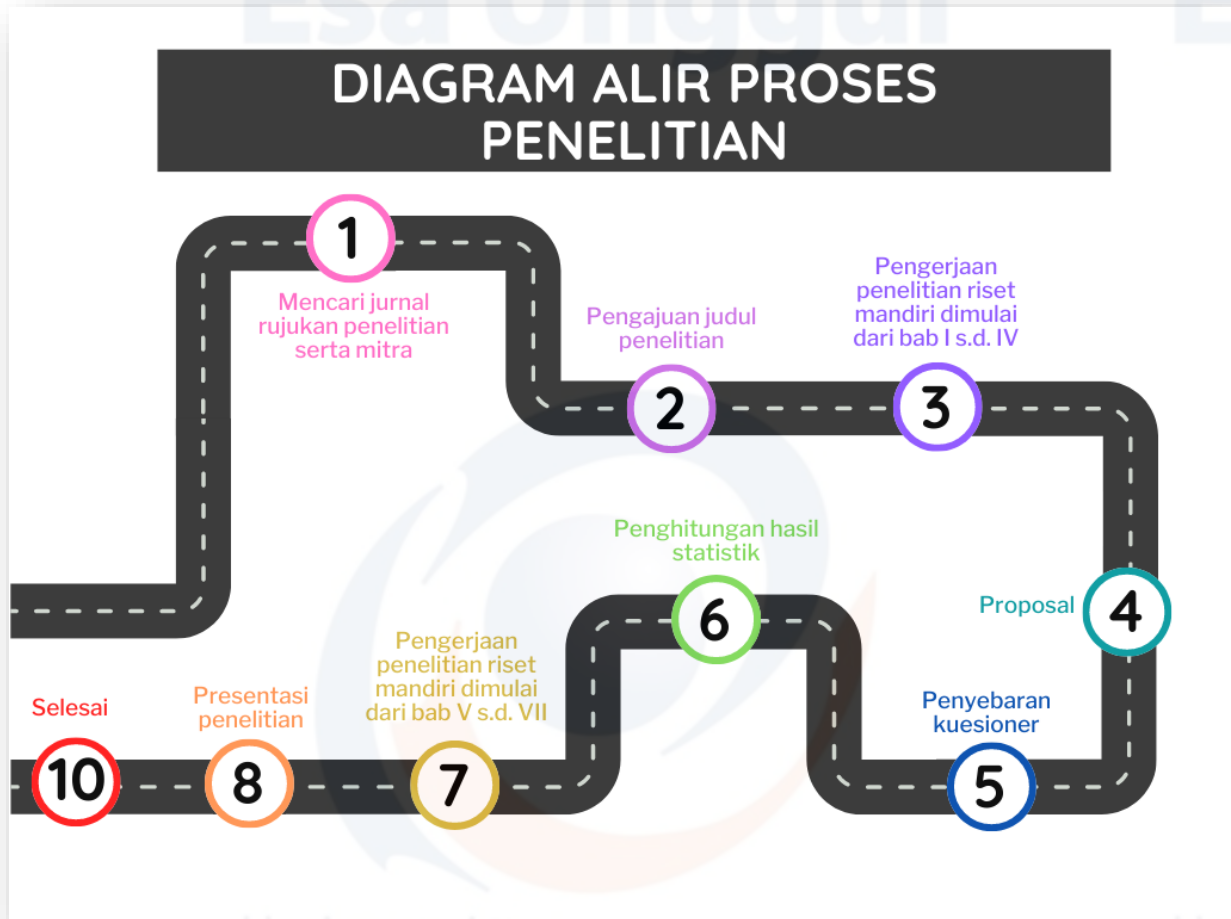 Esa Unggul
DIAGRAM ALIR PROSES
PENELITIAN
1
Mencari jurnal
rujukan penelitian
serta mitra
Pengajuan judul
penelitian
2
Pengerjaan
penelitian riset
mandiri dimulai
dari bab I s.d. IV
3
Proposal
4
Penyebaran
kuesioner
5
Penghitungan hasil
statistik
6
Pengerjaan
penelitian riset
mandiri dimulai
dari bab V s.d. VII
7
Presentasi
penelitian
8
Selesai
10